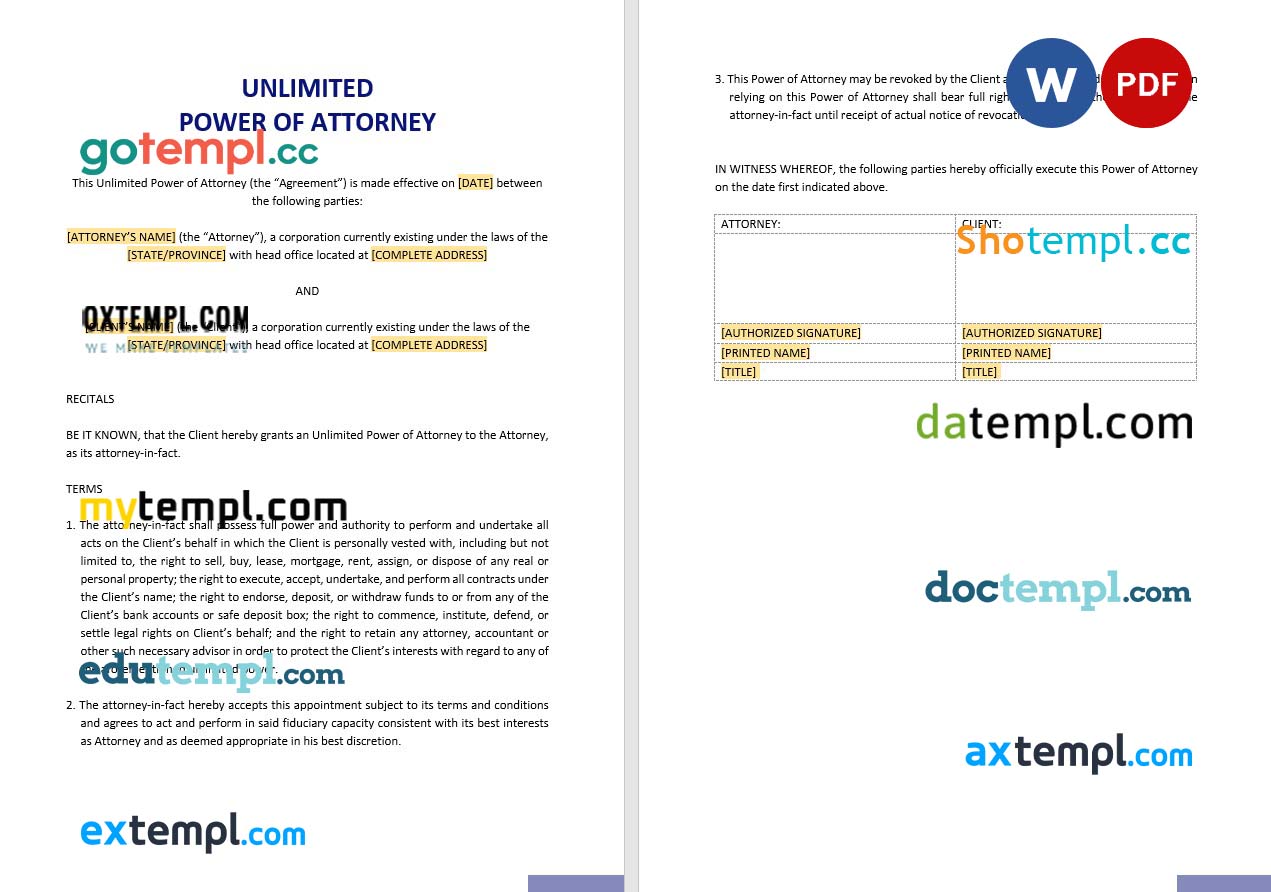 UNLIMITED
POWER OF ATTORNEY
gotempl.cc
This Unlimited Power of Attorney (the “Agreement”) is made effective on [DATE] between
the following parties:
[ATTORNEY’S NAME] (the “Attorney”), a corporation currently existing under the laws of the
[STATE/PROVINCE] with head office located at [COMPLETE ADDRESS]
AND
OXTEMPL.COM
[CLIENT’S NAME] (the “Client”), a corporation currently existing under the laws of the
WE MAKE TEMPLATES
[STATE/PROVINCE] with head office located at [COMPLETE ADDRESS]
RECITALS
BE IT KNOWN, that the Client hereby grants an Unlimited Power of Attorney to the Attorney,
as its attorney-in-fact.
TERMS
mytempl.com
1. The attorney-in-fact shall possess full power and authority to perform and undertake all
acts on the Client’s behalf in which the Client is personally vested with, including but not
limited to, the right to sell, buy, lease, mortgage, rent, assign, or dispose of any real or
personal property; the right to execute, accept, undertake, and perform all contracts under
the Client’s name; the right to endorse, deposit, or withdraw funds to or from any of the
Client’s bank accounts or safe deposit box; the right to commence, institute, defend, or
settle legal rights on Client’s behalf; and the right to retain any attorney, accountant or
other such necessary advisor in order to protect the Client’s interests with regard to any of
edutempl.com
2. The attorney-in-fact hereby accepts this appointment subject to its terms and conditions
and agrees to act and perform in said fiduciary capacity consistent with its best interests
as Attorney and as deemed appropriate in his best discretion.
extempl.com
W PDF
3. This Power of Attorney may be revoked by the Client
relying on this Power of Attorney shall bear full
attorney-in-fact until receipt of actual notice of
IN WITNESS WHEREOF, the following parties hereby officially execute this Power of Attorney
on the date first indicated above.
ATTORNEY: CLIENT:
Shotempl.cc
[AUTHORIZED SIGNATURE] [AUTHORIZED SIGNATURE]
[PRINTED NAME] [PRINTED NAME]
[TITLE] [TITLE]
datempl.com
doctempl.com
axtempl.com